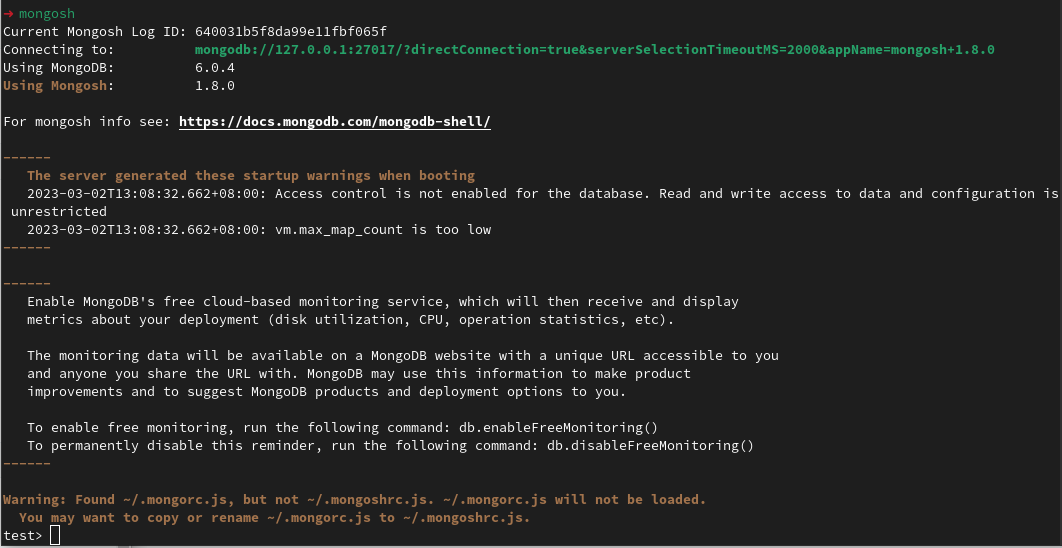 → mongosh
Current Mongosh Log ID: 640031b5f8da99e11fbf065f
Connecting to:          mongodb://127.0.0.1:27017/?directConnection=true&serverSelectionTimeoutMS=2000&appName=mongosh+1.8.0
Using MongoDB:          6.0.4
Using Mongosh:          1.8.0
For mongosh info see: https://docs.mongodb.com/mongodb-shell/
------
   The server generated these startup warnings when booting
   2023-03-02T13:08:32.662+08:00: Access control is not enabled for the database. Read and write access to data and configuration is
 unrestricted
   2023-03-02T13:08:32.662+08:00: vm.max_map_count is too low
------
------
   Enable MongoDB's free cloud-based monitoring service, which will then receive and display
   metrics about your deployment (disk utilization, CPU, operation statistics, etc).
   The monitoring data will be available on a MongoDB website with a unique URL accessible to you
   and anyone you share the URL with. MongoDB may use this information to make product
   improvements and to suggest MongoDB products and deployment options to you.
   To enable free monitoring, run the following command: db.enableFreeMonitoring()
   To permanently disable this reminder, run the following command: db.disableFreeMonitoring()
------
Warning: Found ~/.mongorc.js, but not ~/.mongoshrc.js. ~/.mongorc.js will not be loaded.
  You may want to copy or rename ~/.mongorc.js to ~/.mongoshrc.js.
test>